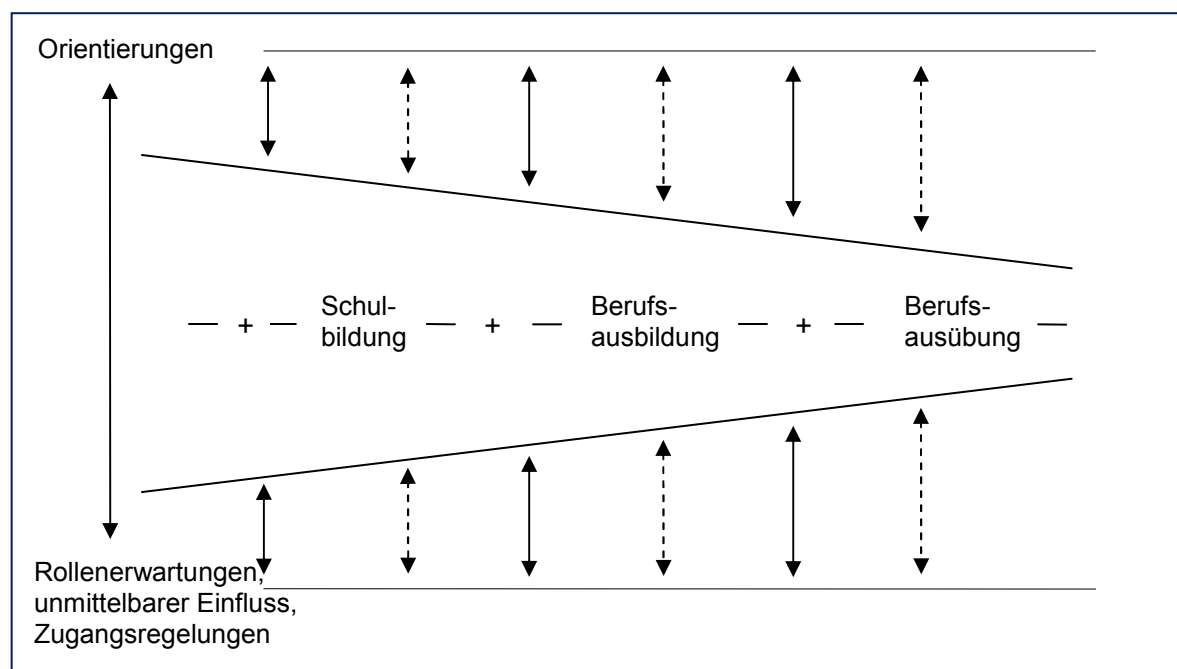 Orientierungen
— + — Schul- — + — Berufs- — + — Berufs- —
bildung ausbildung ausübung
Rollenerwartungen,
unmittelbarer Einfluss,
Zugangsregelungen